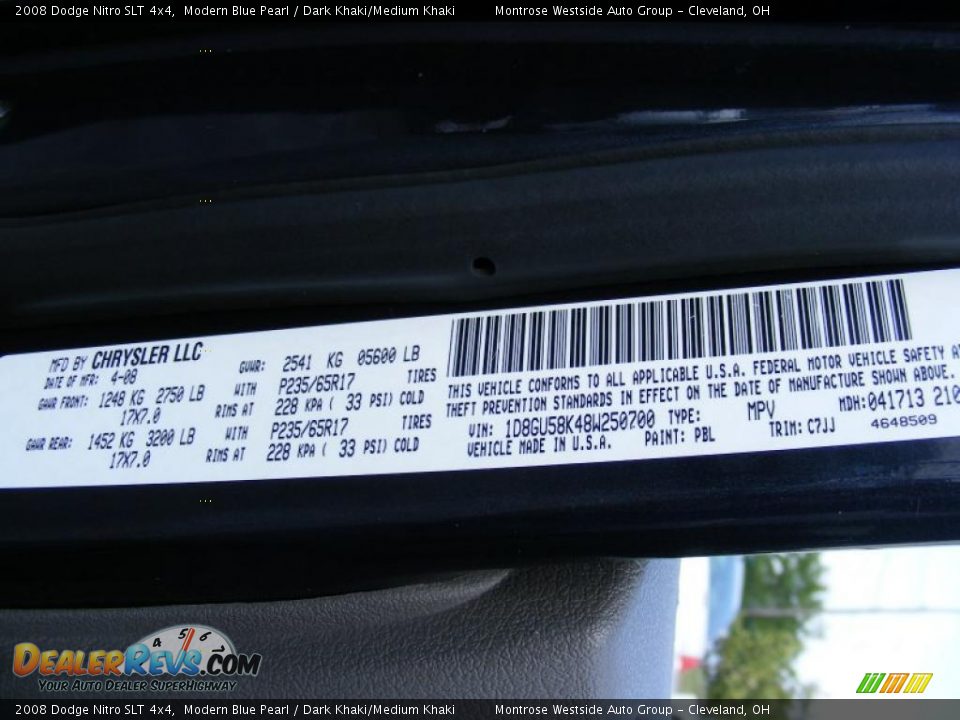 2008 Dodge Nitro SLT 4x4, Modern Blue Pearl / Dark Khaki/Medium Khaki Montrose Westside Auto Group - Cleveland, OH
MFD BY CHRYSLER LLC
DATE OF MFR: 4-08 GVWR: 2541 KG 05600 LB
GAWR FRONT: 1248 KG 2750 LB WITH P235/65R17 TIRES
17X7.0 RIMS AT 228 KPA ( 33 PSI) COLD
GAWR REAR: 1452 KG 3200 LB WITH P235/65R17 TIRES
17X7.0 RIMS AT 228 KPA ( 33 PSI) COLD
THIS VEHICLE CONFORMS TO ALL APPLICABLE U.S.A. FEDERAL MOTOR VEHICLE SAFETY
THEFT PREVENTION STANDARDS IN EFFECT ON THE DATE OF MANUFACTURE SHOWN ABOVE.
VIN: 1D8GU58K48W250700 TYPE: MPV MDH:041713 210
VEHICLE MADE IN U.S.A. PAINT: PBL TRIM: C7JJ 4648509
4 5 6
DEALERREVS.COM
YOUR AUTO DEALER SUPERHIGHWAY
2008 Dodge Nitro SLT 4x4, Modern Blue Pearl / Dark Khaki/Medium Khaki Montrose Westside Auto Group - Cleveland, OH